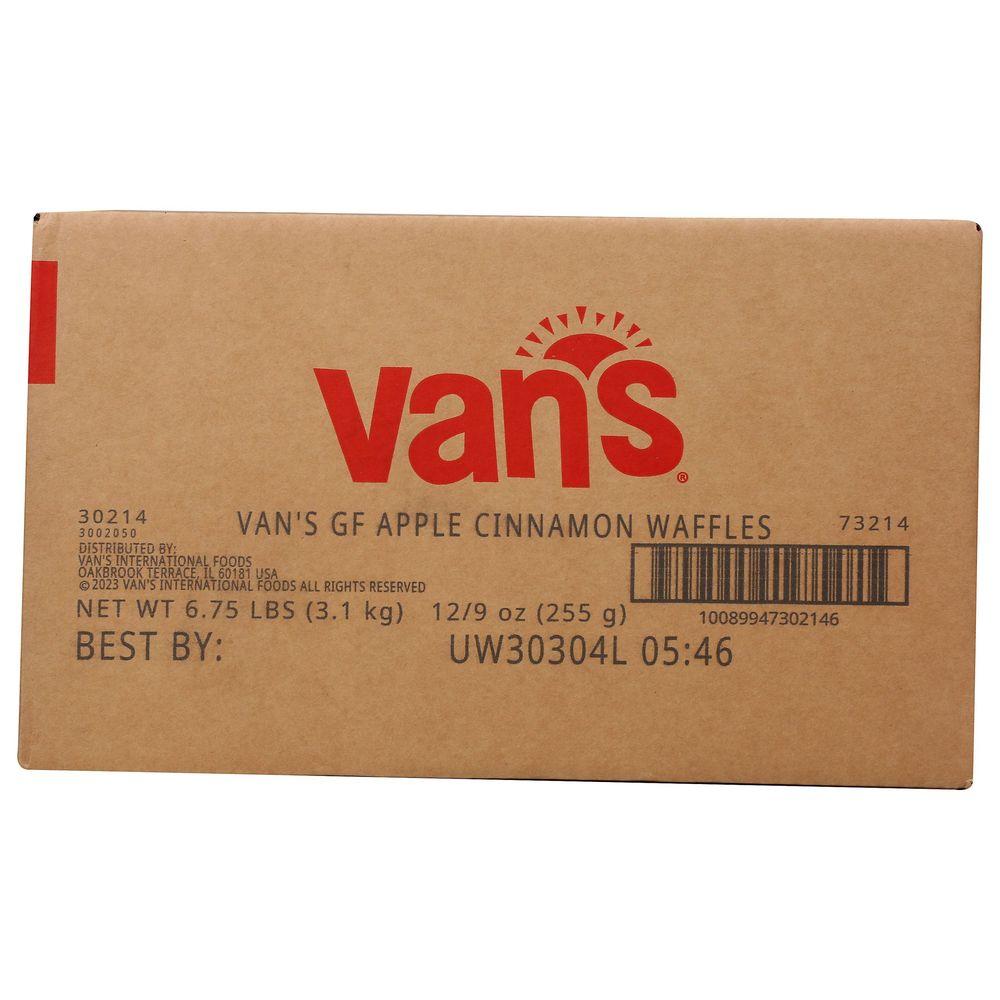 van's®
30214 VAN'S GF APPLE CINNAMON WAFFLES 73214
3002050
DISTRIBUTED BY:
VAN'S INTERNATIONAL FOODS
OAKBROOK TERRACE, IL 60181 USA
© 2023 VAN'S INTERNATIONAL FOODS ALL RIGHTS RESERVED
NET WT 6.75 LBS (3.1 kg) 12/9 oz (255 g)
10089947302146
BEST BY: UW30304L 05:46